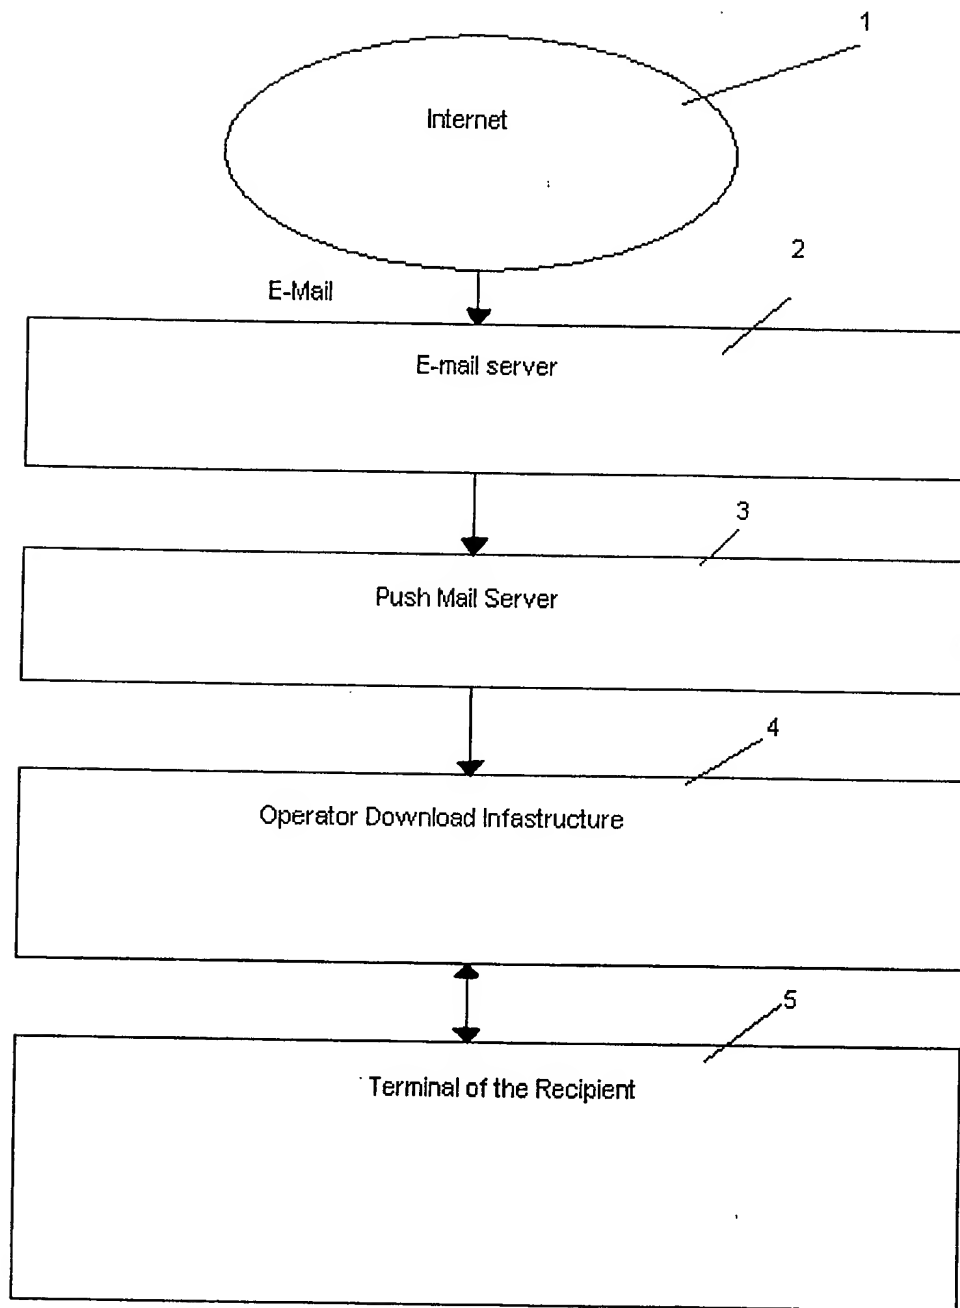 1
Internet
2
E-Mail
E-mail server
3
Push Mail Server
4
Operator Download Infastructure
5
Terminal of the Recipient